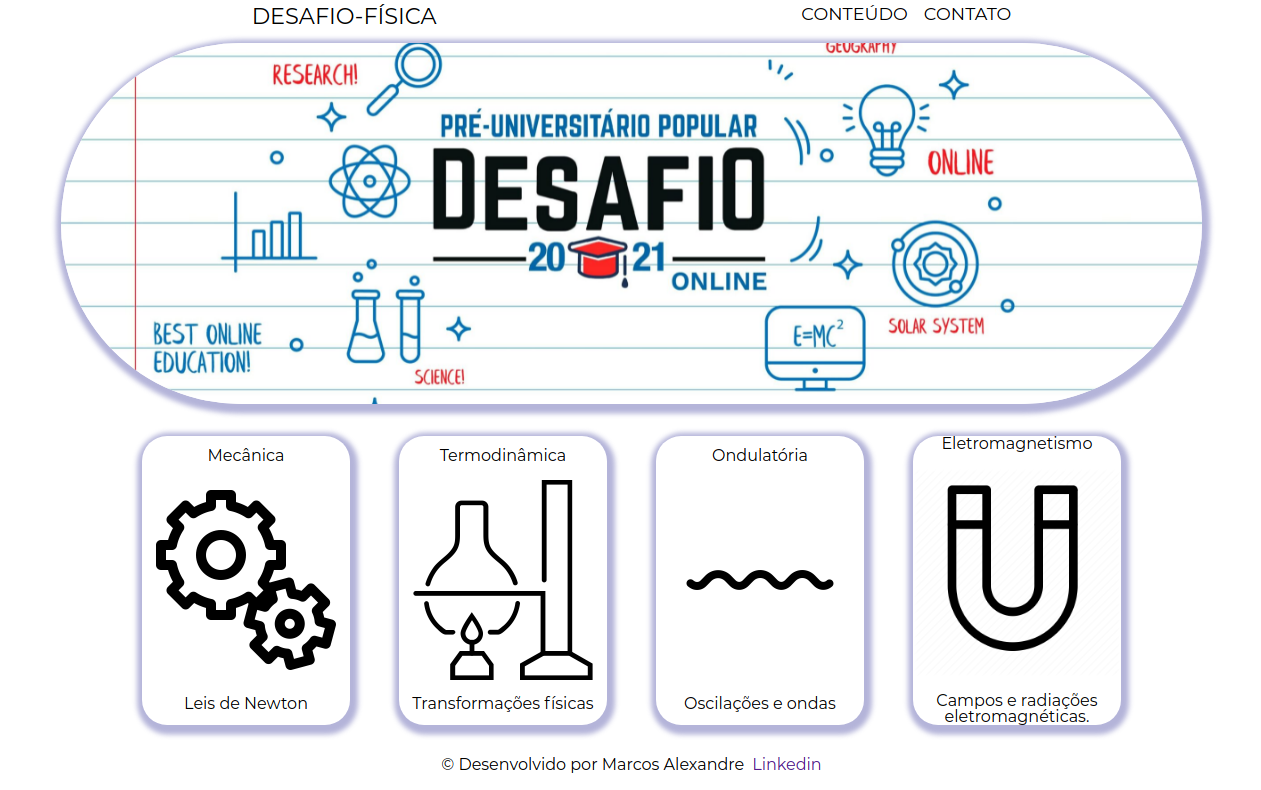 DESAFIO-FÍSICA
CONTEÚDO CONTATO
GEOGRAPHY
RESEARCH!
PRÉ-UNIVERSITÁRIO POPULAR
DESAFIO
2021
ONLINE
ONLINE
BEST ONLINE
EDUCATION!
SCIENCE!
E=MC²
SOLAR SYSTEM
Mecânica
Leis de Newton
Termodinâmica
Transformações físicas
Ondulatória
Oscilações e ondas
Eletromagnetismo
Campos e radiações
eletromagnéticas.
© Desenvolvido por Marcos Alexandre Linkedin